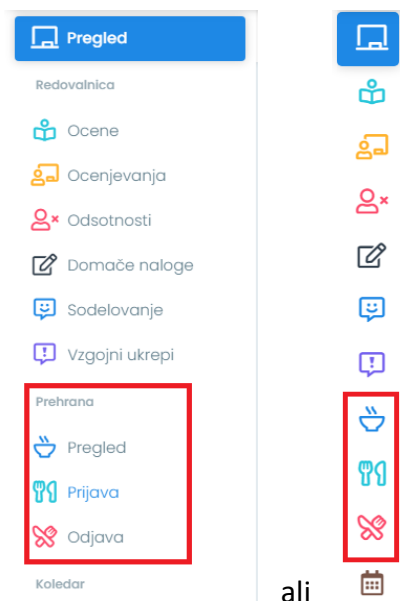 Pregled
Redovalnica
Ocene
Ocenjevanja
Odsotnosti
Domače naloge
Sodelovanje
Vzgojni ukrepi
Prehrana
Pregled
Prijava
Odjava
Koledar
ali